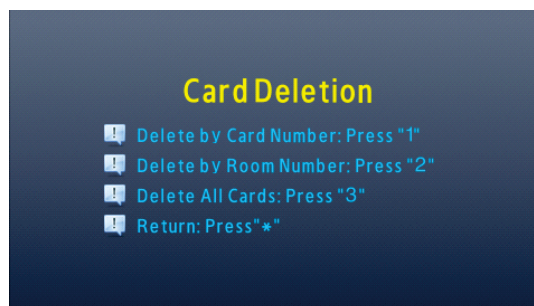 Card Deletion
Delete by Card Number: Press "1"
Delete by Room Number: Press "2"
Delete All Cards: Press "3"
Return: Press"*"